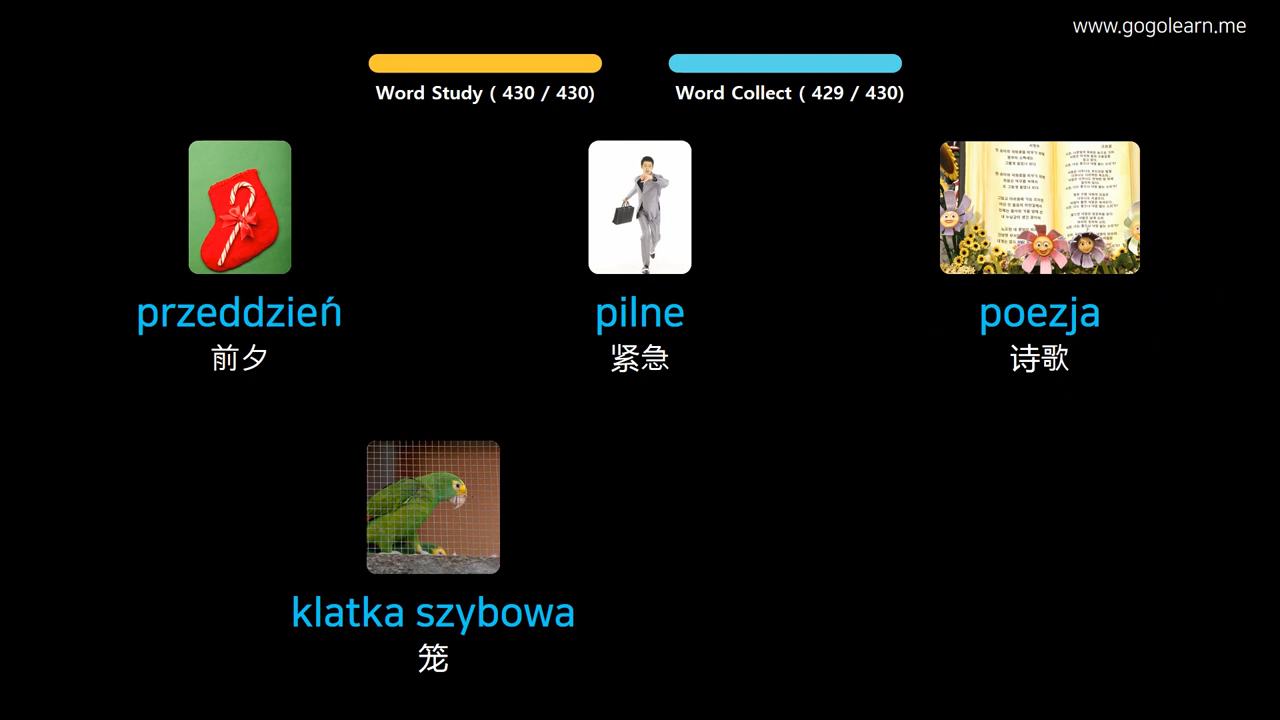 www.gogolearn.me
Word Study ( 430 / 430)
Word Collect ( 429 / 430)
przeddzień
前夕
pilne
紧急
poezja
诗歌
klatka szybowa
笼